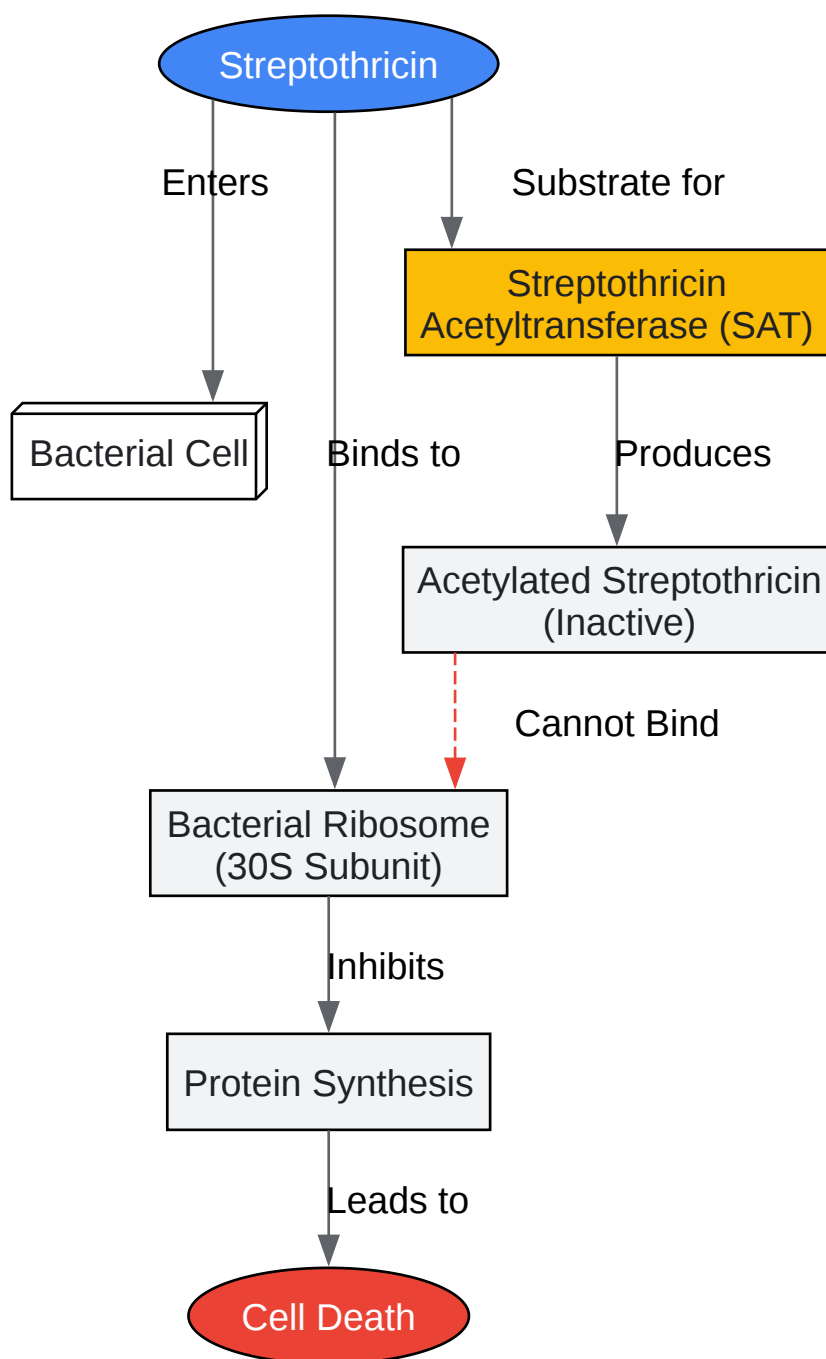 Streptothricin
Enters
Substrate for
Streptothricin
Acetyltransferase (SAT)
Bacterial Cell
Binds to
Produces
Acetylated Streptothricin
(Inactive)
Cannot Bind
Bacterial Ribosome
(30S Subunit)
Inhibits
Protein Synthesis
Leads to
Cell Death